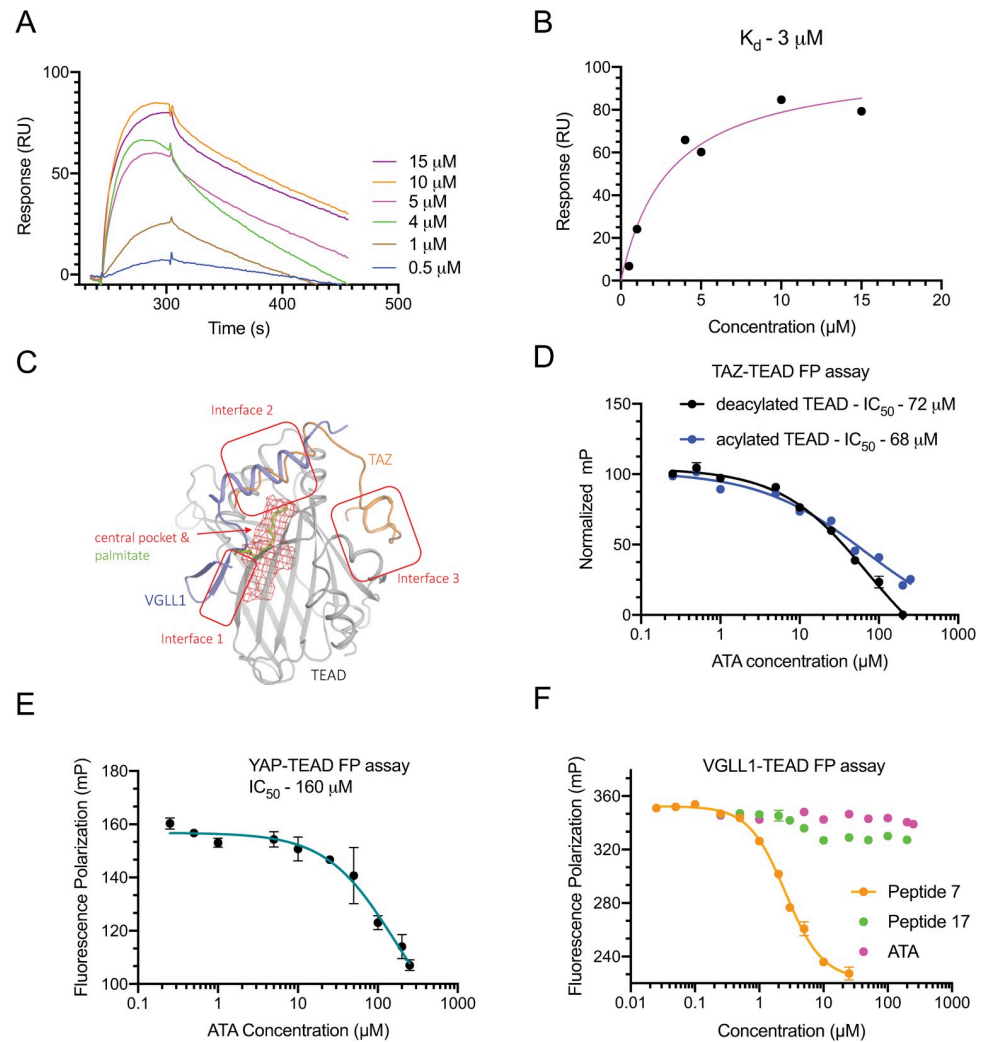 A
100
50
0
Response (RU)
300
400
500
Time (s)
15 μM
10 μM
5 μM
4 μM
1 μM
0.5 μM
B
Kd - 3 μM
100
80
60
40
20
0
Response (RU)
0
5
10
15
20
Concentration (μM)
C
Interface 2
TAZ
central pocket &
palmitate
VGLL1
Interface 3
Interface 1
TEAD
D
TAZ-TEAD FP assay
deacylated TEAD - IC50 - 72 μM
acylated TEAD - IC50 - 68 μM
150
100
50
0
Normalized mP
0.1
1
10
100
1000
ATA concentration (μM)
E
YAP-TEAD FP assay
IC50 - 160 μM
180
160
140
120
100
Fluorescence Polarization (mP)
0.1
1
10
100
1000
ATA Concentration (μM)
F
VGLL1-TEAD FP assay
360
320
280
240
Fluorescence Polarization (mP)
Peptide 7
Peptide 17
ATA
0.01
0.1
1
10
100
1000
Concentration (μM)